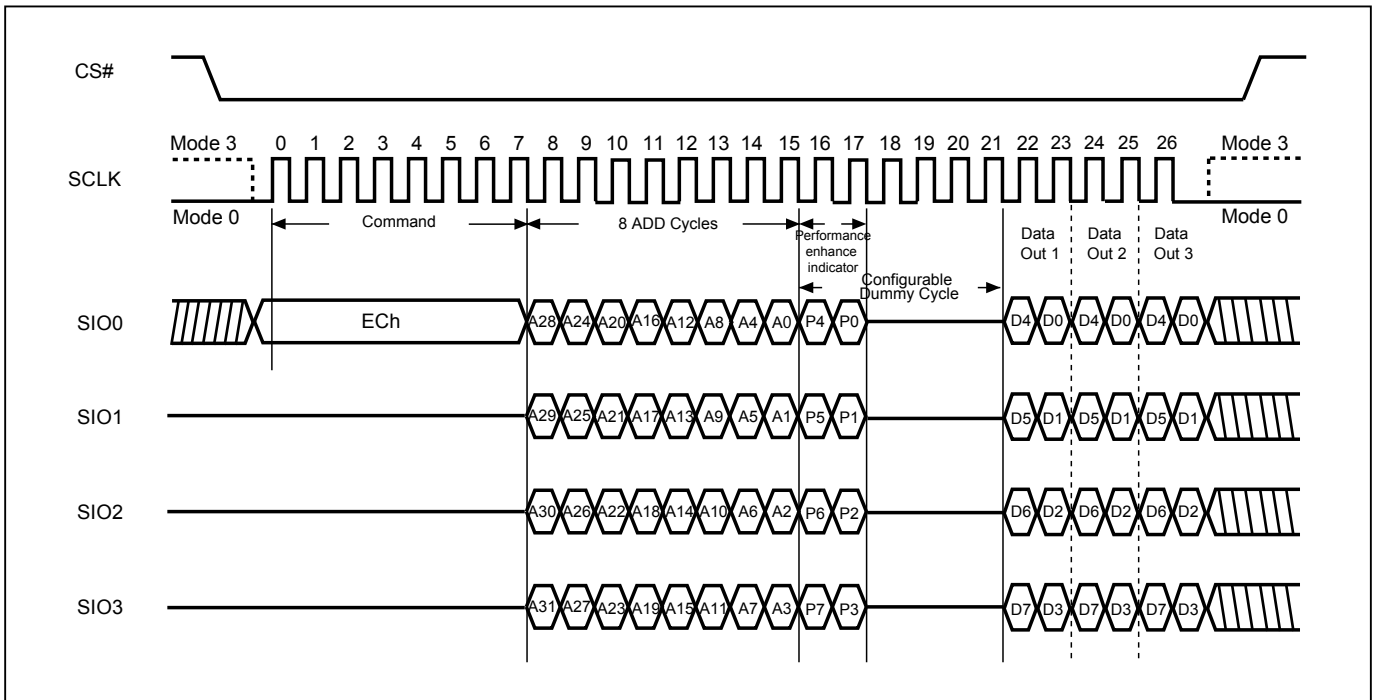 CS#
Mode 3 0 1 2 3 4 5 6 7 8 9 10 11 12 13 14 15 16 17 18 19 20 21 22 23 24 25 26 Mode 3
SCLK
Mode 0 Mode 0
Command 8 ADD Cycles
Performance
enhance
indicator
Data Data Data
Out 1 Out 2 Out 3
Configurable
Dummy Cycle
SIO0 ECh A28 A24 A20 A16 A12 A8 A4 A0 P4 P0 D4 D0 D4 D0 D4 D0
SIO1 A29 A25 A21 A17 A13 A9 A5 A1 P5 P1 D5 D1 D5 D1 D5 D1
SIO2 A30 A26 A22 A18 A14 A10 A6 A2 P6 P2 D6 D2 D6 D2 D6 D2
SIO3 A31 A27 A23 A19 A15 A11 A7 A3 P7 P3 D7 D3 D7 D3 D7 D3